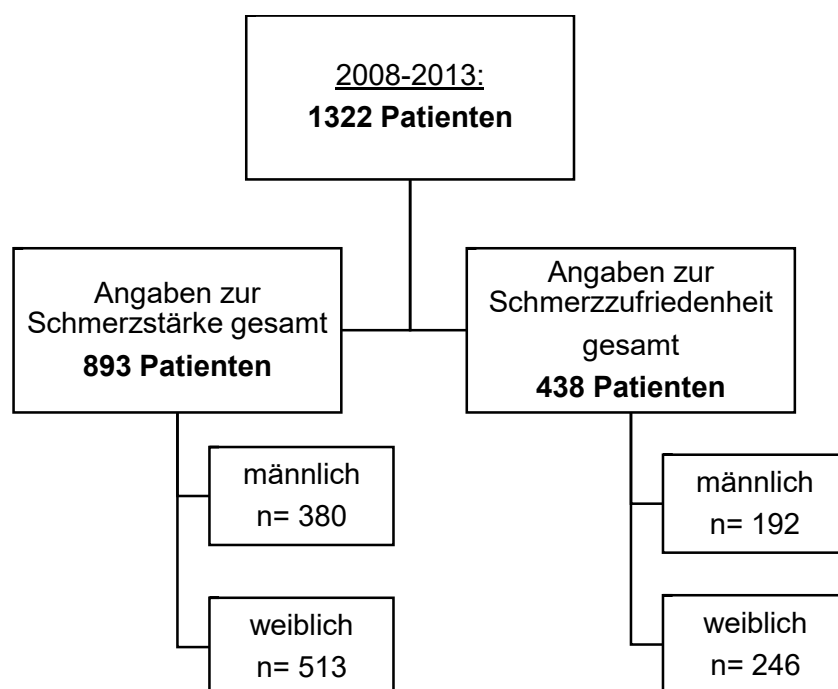 2008-2013:
1322 Patienten
Angaben zur
Schmerzstärke gesamt
893 Patienten
männlich
n= 380
weiblich
n= 513
Angaben zur
Schmerzzufriedenheit
gesamt
438 Patienten
männlich
n= 192
weiblich
n= 246